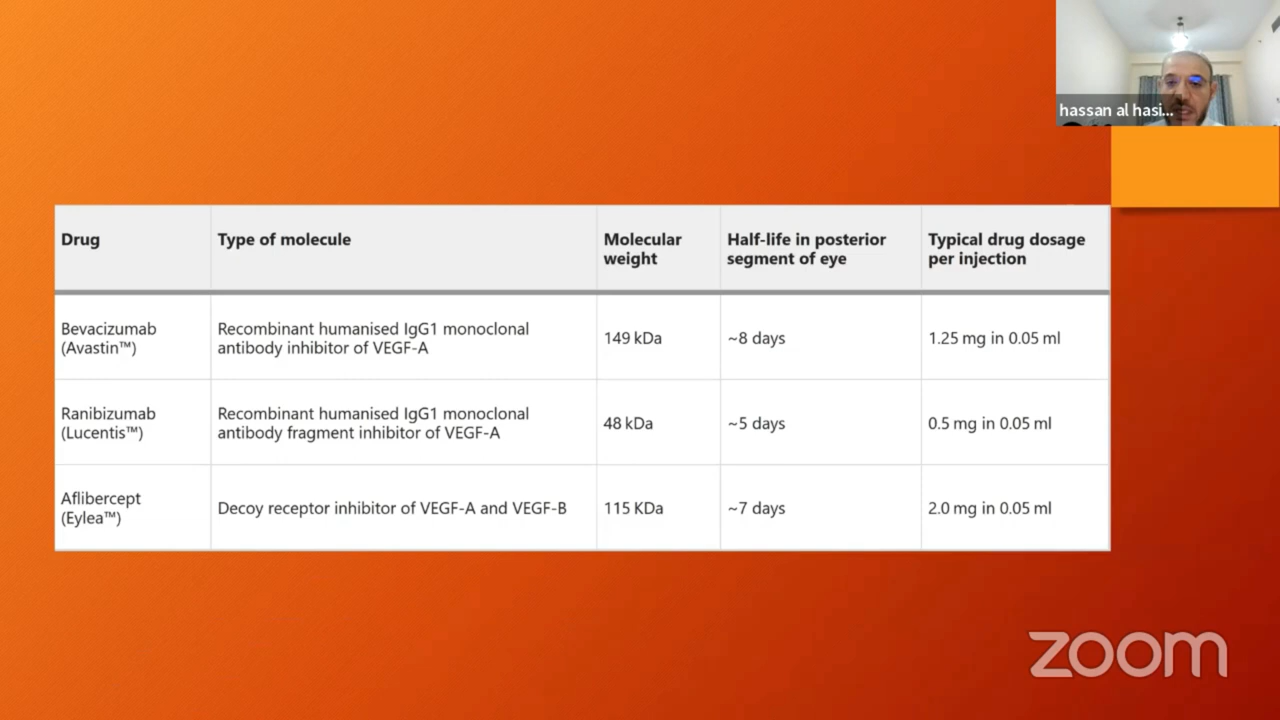 hassan al hasi...
Drug
Type of molecule
Molecular
weight
Half-life in posterior
segment of eye
Typical drug dosage
per injection
Bevacizumab
(Avastin™)
Recombinant humanised IgG1 monoclonal
antibody inhibitor of VEGF-A
149 kDa
~8 days
1.25 mg in 0.05 ml
Ranibizumab
(Lucentis™)
Recombinant humanised IgG1 monoclonal
antibody fragment inhibitor of VEGF-A
48 kDa
~5 days
0.5 mg in 0.05 ml
Aflibercept
(Eylea™)
Decoy receptor inhibitor of VEGF-A and VEGF-B
115 KDa
~7 days
2.0 mg in 0.05 ml
zoom